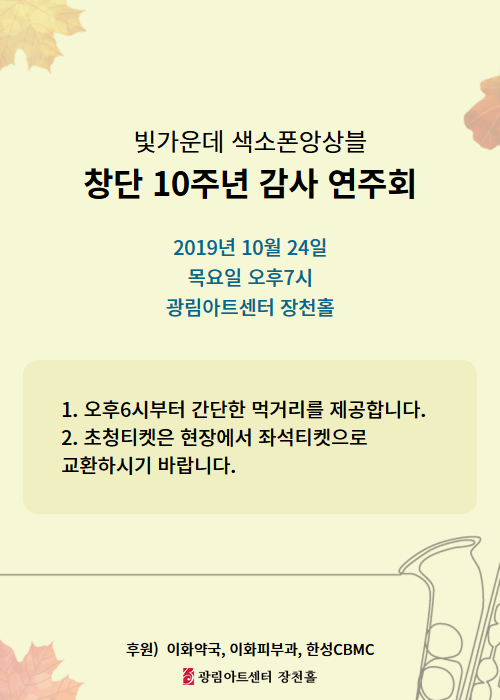 빛가운데 색소폰앙상블
창단 10주년 감사 연주회
2019년 10월 24일
목요일 오후7시
광림아트센터 장천홀
1. 오후6시부터 간단한 먹거리를 제공합니다.
2. 초청티켓은 현장에서 좌석티켓으로
교환하시기 바랍니다.
후원) 이화약국, 이화피부과, 한성CBMC
광림아트센터 장천홀